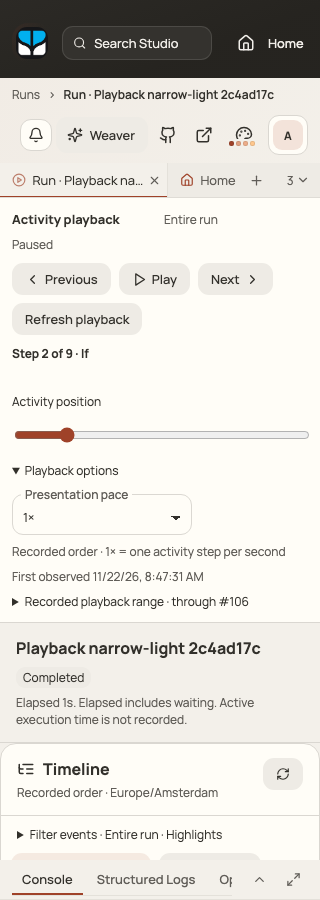 Search Studio
Home
Runs › Run · Playback narrow-light 2c4ad17c
Weaver
A
Run · Playback na...
Home
3
Activity playback
Entire run
Paused
Previous
Play
Next
Refresh playback
Step 2 of 9 · If
Activity position
Playback options
Presentation pace
1×
Recorded order · 1× = one activity step per second
First observed 11/22/26, 8:47:31 AM
Recorded playback range · through #106
Playback narrow-light 2c4ad17c
Completed
Elapsed 1s. Elapsed includes waiting. Active
execution time is not recorded.
Timeline
Recorded order · Europe/Amsterdam
Filter events · Entire run · Highlights
Console
Structured Logs